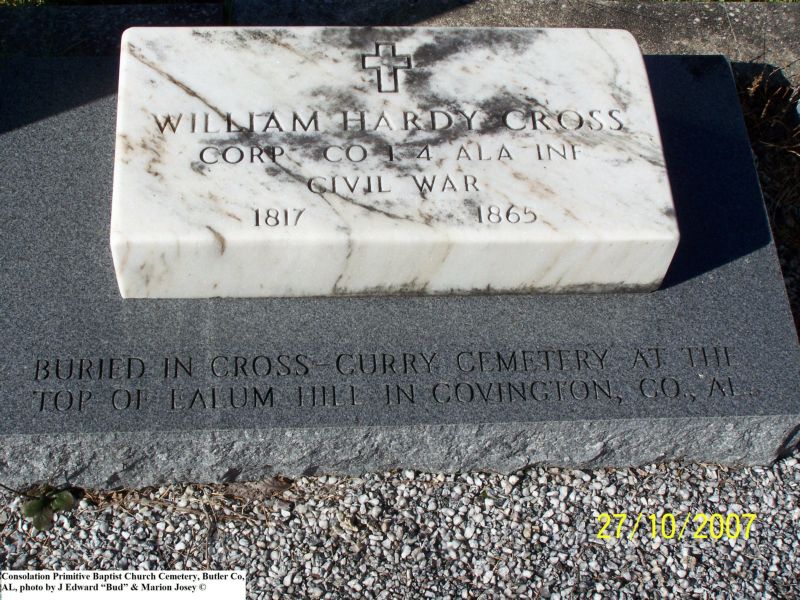 WILLIAM HARDY CROSS
CORP CO I 4 ALA INF
CIVIL WAR
1817 1865
BURIED IN CROSS-CURRY CEMETERY AT THE
TOP OF EALUM HILL IN COVINGTON, CO., AL.
27/10/2007
Consolation Primitive Baptist Church Cemetery, Butler Co,
AL, photo by J Edward “Bud” & Marion Josey ©